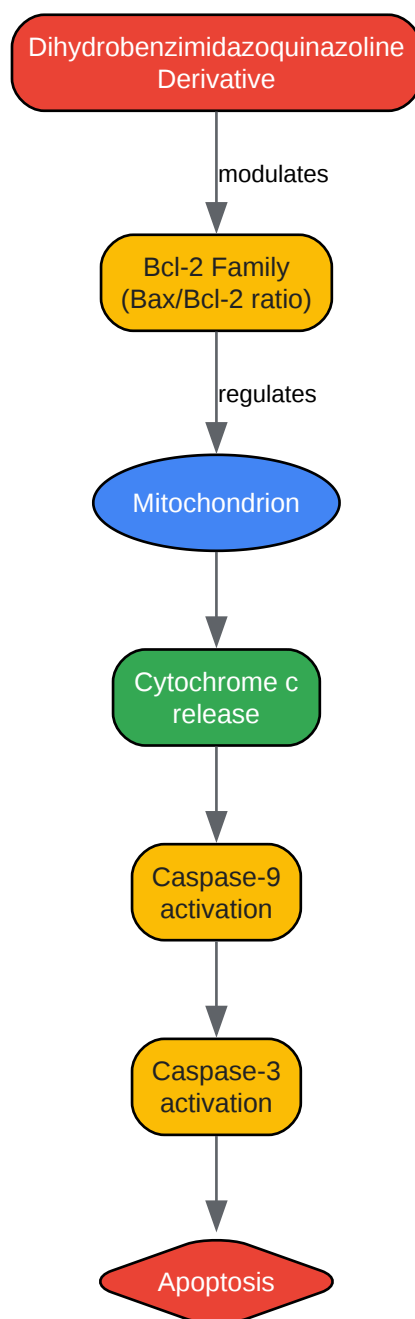 Dihydrobenzimidazoquinazoline
Derivative
modulates
Bcl-2 Family
(Bax/Bcl-2 ratio)
regulates
Mitochondrion
Cytochrome c
release
Caspase-9
activation
Caspase-3
activation
Apoptosis